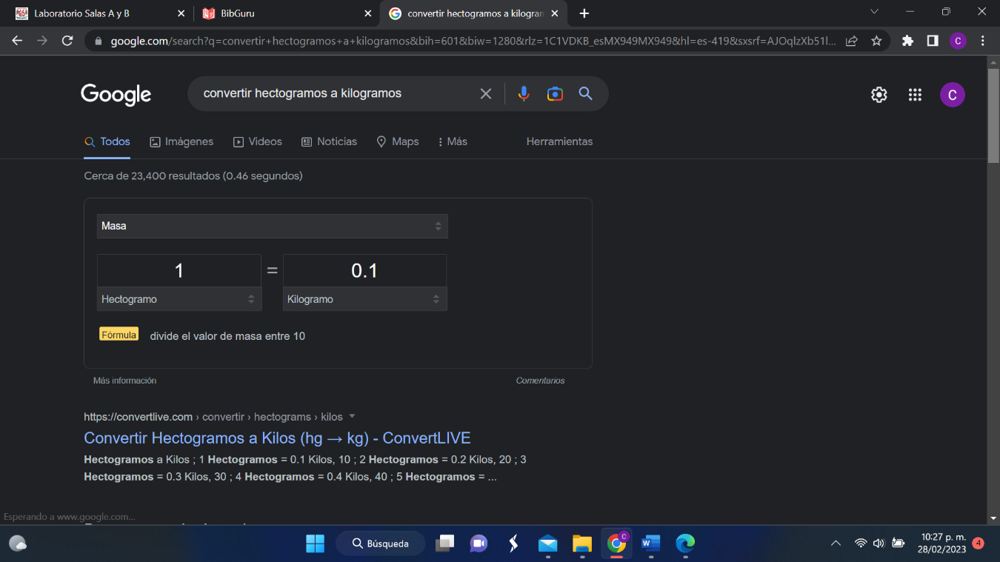 Laboratorio Salas A y B
BibGuru
convertir hectogramos a kilogran
google.com/search?q=convertir+hectogramos+a+kilogramos&bih=601&biw=1280&rlz=1C1VDKB_esMX949MX949&hl=es-419&sxsrf=AJOqlzXb51l...
C
Google
convertir hectogramos a kilogramos
C
Todos
Imágenes
Videos
Noticias
Maps
Más
Herramientas
Cerca de 23,400 resultados (0.46 segundos)
Masa
1 = 0.1
Hectogramo
Kilogramo
Fórmula divide el valor de masa entre 10
Más información
Comentarios
https://convertlive.com › convertir › hectograms › kilos
Convertir Hectogramos a Kilos (hg → kg) - ConvertLIVE
Hectogramos a Kilos ; 1 Hectogramos = 0.1 Kilos, 10 ; 2 Hectogramos = 0.2 Kilos, 20 ; 3
Hectogramos = 0.3 Kilos, 30 ; 4 Hectogramos = 0.4 Kilos, 40 ; 5 Hectogramos = ...
Esperando a www.google.com...
Búsqueda
C
W
10:27 p. m.
28/02/2023
4